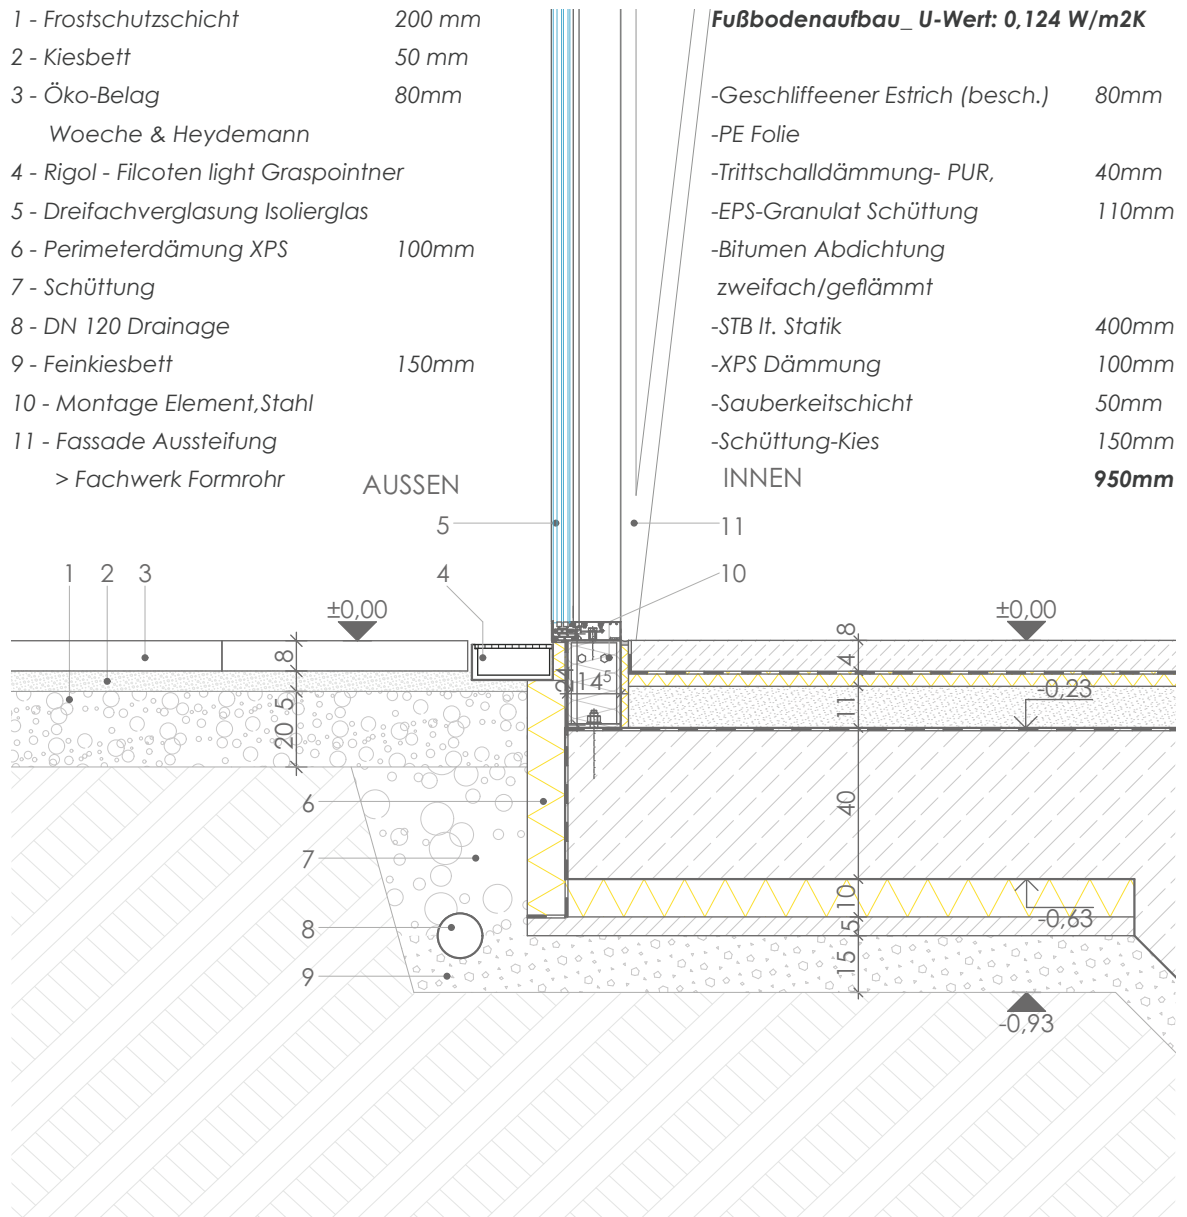 1 - Frostschutzschicht 200 mm
2 - Kiesbett 50 mm
3 - Öko-Belag 80mm
Woeche & Heydemann
4 - Rigol - Filcoten light Graspointner
5 - Dreifachverglasung Isolierglas
6 - Perimeterdämung XPS 100mm
7 - Schüttung
8 - DN 120 Drainage
9 - Feinkiesbett 150mm
10 - Montage Element,Stahl
11 - Fassade Aussteifung
> Fachwerk Formrohr
Fußbodenaufbau_ U-Wert: 0,124 W/m2K
-Geschliffeener Estrich (besch.) 80mm
-PE Folie
-Trittschalldämmung- PUR, 40mm
-EPS-Granulat Schüttung 110mm
-Bitumen Abdichtung
zweifach/geflämmt
-STB lt. Statik 400mm
-XPS Dämmung 100mm
-Sauberkeitschicht 50mm
-Schüttung-Kies 150mm
950mm
AUSSEN
INNEN
5
11
1
2
3
4
10
±0,00
±0,00
8
5
20
14⁵
8
4
11
40
10
5
15
-0,23
-0,63
-0,93
6
7
8
9